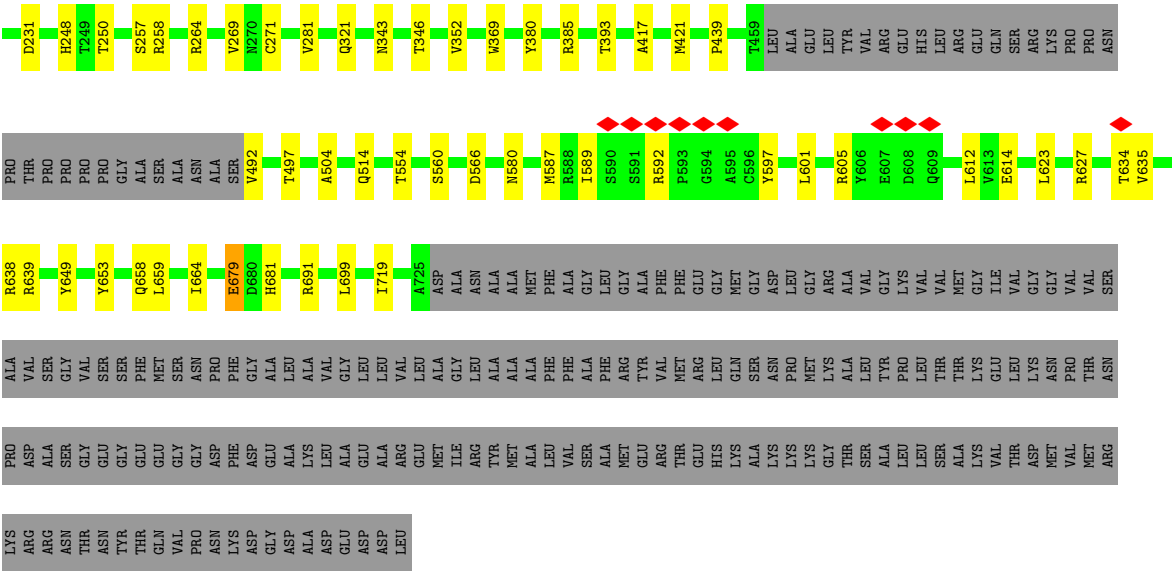 D231 H248 T249 T250 S257 R258 R264 V269 N270 C271 V281 Q321 N343 T346 V352 W369 Y380 R385 T393 A417 M421 P439 T459 LEU ALA GLU LEU TYR VAL ARG GLU HIS LEU ARG GLU GLN SER ARG LYS PRO PRO ASN
PRO THR PRO PRO PRO PRO GLY ALA SER ALA ASN ALA SER V492 T497 A504 Q514 T554 S560 D566 N580 M587 R588 I589 S590 S591 R592 P593 G594 A595 C596 Y597 L601 R605 Y606 E607 D608 Q609 L612 V613 E614 L623 R627 T634 V635
R638 R639 Y649 Y653 Q658 L659 I664 E679 D680 H681 R691 L699 I719 A725 ASP ALA ASN ALA ALA MET PHE ALA GLY LEU GLY ALA PHE PHE GLU GLY MET GLY ASP LEU GLY ARG ALA VAL GLY LYS VAL VAL MET GLY ILE VAL GLY GLY VAL VAL SER
ALA VAL SER GLY VAL SER SER PHE MET SER ASN PRO PHE GLY ALA LEU ALA VAL GLY LEU LEU VAL LEU ALA GLY LEU ALA ALA ALA PHE PHE ALA PHE ARG TYR VAL MET ARG LEU GLN SER ASN PRO MET LYS ALA LEU TYR PRO LEU THR THR LYS GLU LEU LYS ASN PRO THR ASN
PRO ASP ALA SER GLY GLU GLY GLU GLU GLY GLY ASP PHE ASP GLU ALA LYS LEU ALA GLU ALA ARG GLU MET ILE ARG TYR MET ALA LEU VAL SER ALA MET GLU ARG THR GLU HIS LYS ALA LYS LYS LYS GLY THR SER ALA LEU LEU SER ALA LYS VAL THR ASP MET VAL MET ARG
LYS ARG ARG ASN THR ASN TYR THR GLN VAL PRO ASN LYS ASP GLY ASP ALA ASP GLU ASP ASP LEU